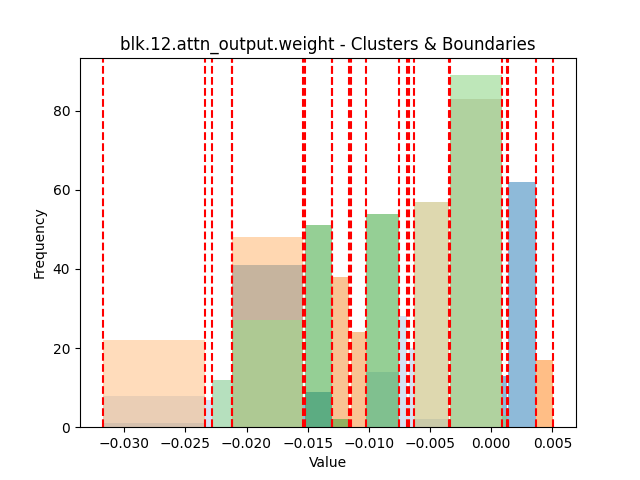 blk.12.attn_output.weight - Clusters & Boundaries
Frequency
80
60
40
20
0
−0.030 −0.025 −0.020 −0.015 −0.010 −0.005 0.000 0.005
Value